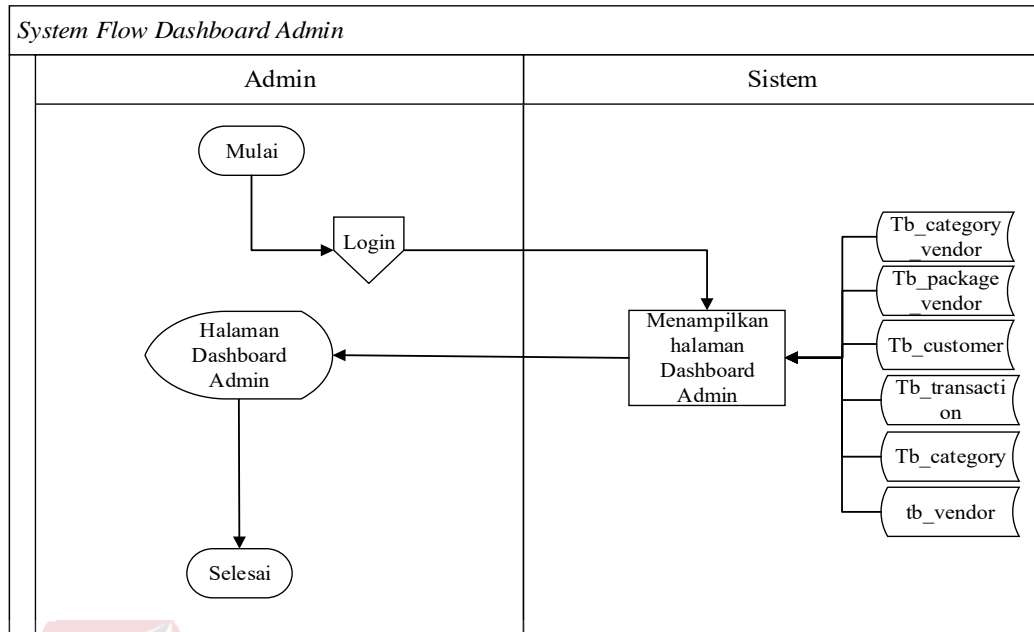 System Flow Dashboard Admin
Admin
Sistem
Mulai
Login
Tb_category
_vendor
Tb_package
_vendor
Menampilkan
halaman
Dashboard
Admin
Halaman
Dashboard
Admin
Tb_customer
Tb_transacti
on
Tb_category
tb_vendor
Selesai